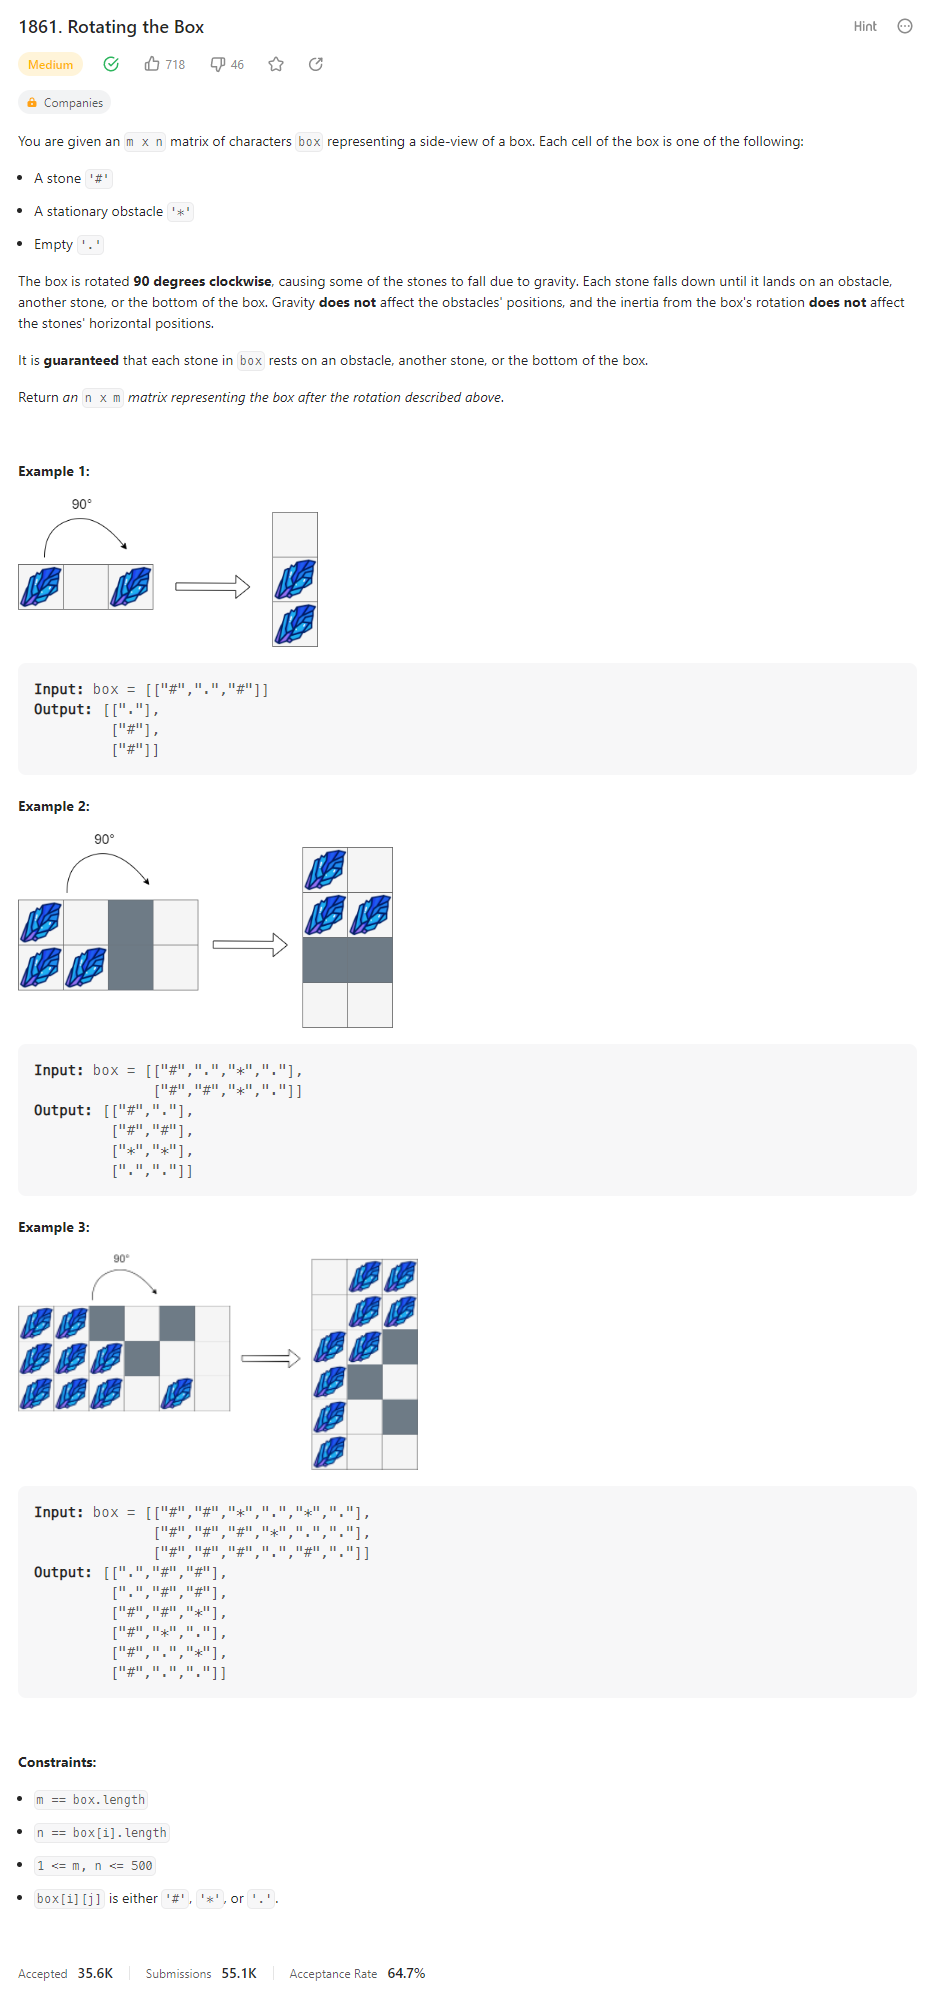 1861. Rotating the Box
Hint
Medium
718
46
Companies
You are given an m x n matrix of characters box representing a side-view of a box. Each cell of the box is one of the following:
• A stone '#'
• A stationary obstacle '*'
• Empty '.'
The box is rotated 90 degrees clockwise, causing some of the stones to fall due to gravity. Each stone falls down until it lands on an obstacle,
another stone, or the bottom of the box. Gravity does not affect the obstacles' positions, and the inertia from the box's rotation does not affect
the stones' horizontal positions.
It is guaranteed that each stone in box rests on an obstacle, another stone, or the bottom of the box.
Return an n x m matrix representing the box after the rotation described above.
Example 1:
90°
Input: box = [["#",".","#"]]
Output: [["."],
["#"],
["#"]]
Example 2:
90°
Input: box = [["#",".","*","."],
["#","#","*","."]]
Output: [["#","."],
["#","#"],
["*","*"],
[".","."]]
Example 3:
90°
Input: box = [["#","#","*",".","*","."],
["#","#","#","*",".","."],
["#","#","#",".","#","."]]
Output: [[".","#","#"],
[".","#","#"],
["#","#","*"],
["#","*","."],
["#",".","*"],
["#",".","."]]
Constraints:
• m == box.length
• n == box[i].length
• 1 <= m, n <= 500
• box[i][j] is either '#', '*', or '.'.
Accepted 35.6K
Submissions 55.1K
Acceptance Rate 64.7%